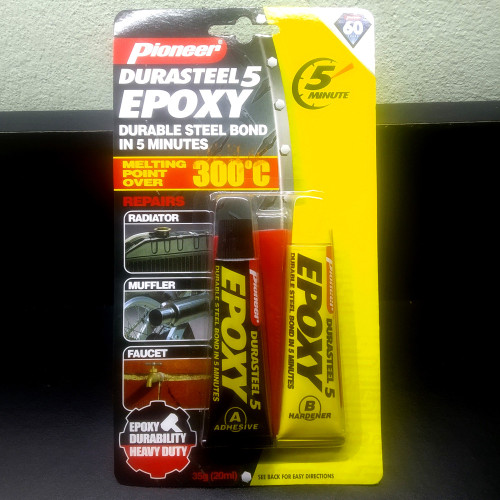 Pioneer
60
DURASTEEL 5
EPOXY
DURABLE STEEL BOND
IN 5 MINUTES
5
MINUTE
MELTING
POINT
OVER
300°C
REPAIRS
RADIATOR
MUFFLER
FAUCET
EPOXY
DURABILITY
HEAVY DUTY
Pioneer
DURASTEEL 5
EPOXY
DURABLE STEEL BOND IN 5 MINUTES
A
ADHESIVE
Pioneer
DURASTEEL 5
EPOXY
DURABLE STEEL BOND IN 5 MINUTES
B
HARDENER
35g (20ml)
SEE BACK FOR EASY DIRECTIONS